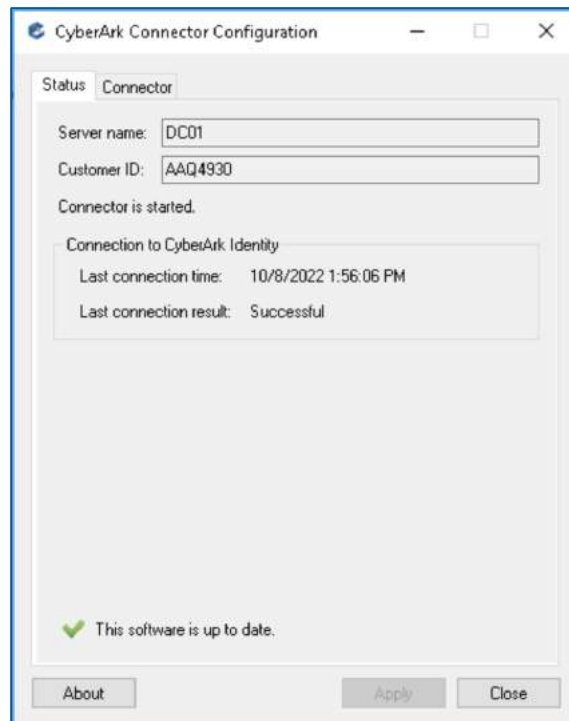 CyberArk Connector Configuration
Status Connector
Server name: DC01
Customer ID: AAQ4930
Connector is started.
Connection to CyberArk Identity
Last connection time: 10/8/2022 1:56:06 PM
Last connection result: Successful
This software is up to date.
About Apply Close